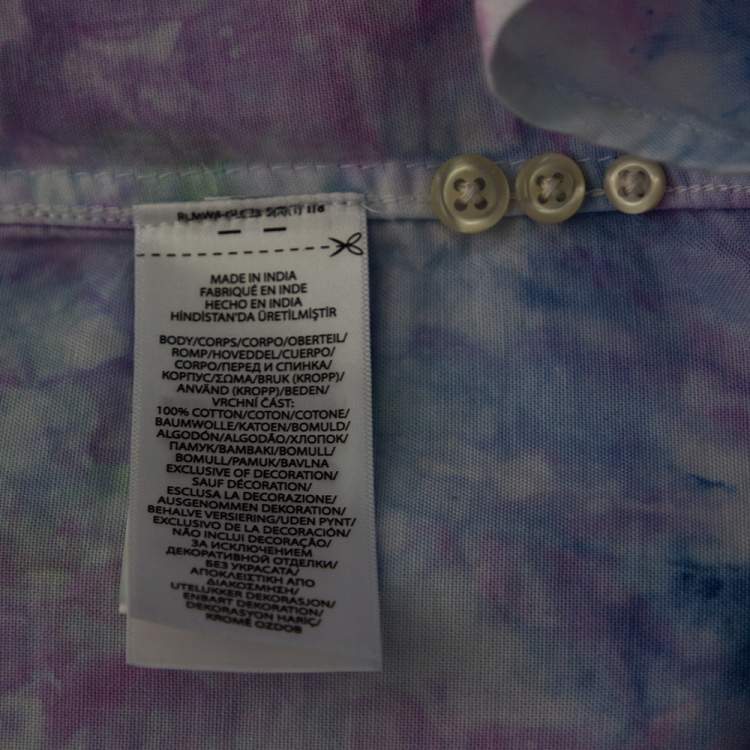 MADE IN INDIA
FABRIQUÉ EN INDE
HECHO EN INDIA
HİNDİSTAN'DA ÜRETİLMİŞTİR
BODY/CORPS/CORPO/OBERTEIL/
ROMP/HOVEDDEL/CUERPO/
CORPO/ПЕРЕД И СПИНКА/
КОРПУС/ΣΩΜΑ/BRUK (KROPP)/
ANVÄND (KROPP)/BEDEN/
VRCHNÍ ČÁST:
100% COTTON/COTON/COTONE/
BAUMWOLLE/KATOEN/BOMULD/
ALGODÓN/ALGODÃO/ХЛОПОК/
ПАМУК/ΒΑΜΒΑΚΙ/BOMULL/
BOMULL/PAMUK/BAVLNA
EXCLUSIVE OF DECORATION/
SAUF DÉCORATION/
ESCLUSA LA DECORAZIONE/
AUSGENOMMEN DEKORATION/
BEHALVE VERSIERING/UDEN PYNT/
EXCLUSIVO DE LA DECORACIÓN/
NÃO INCLUI DECORAÇÃO/
ЗА ИСКЛЮЧЕНИЕМ
ДЕКОРАТИВНОЙ ОТДЕЛКИ/
БЕЗ УКРАСАТА/
ΑΠΟΚΛΕΙΣΤΙΚΗ ΑΠΟ
ΔΙΑΚΟΣΜΗΣΗ/
UTELUKKER DEKORASJON/
ENBART DEKORATION/
DEKORASYON HARİÇ/
KROMĚ OZDOB